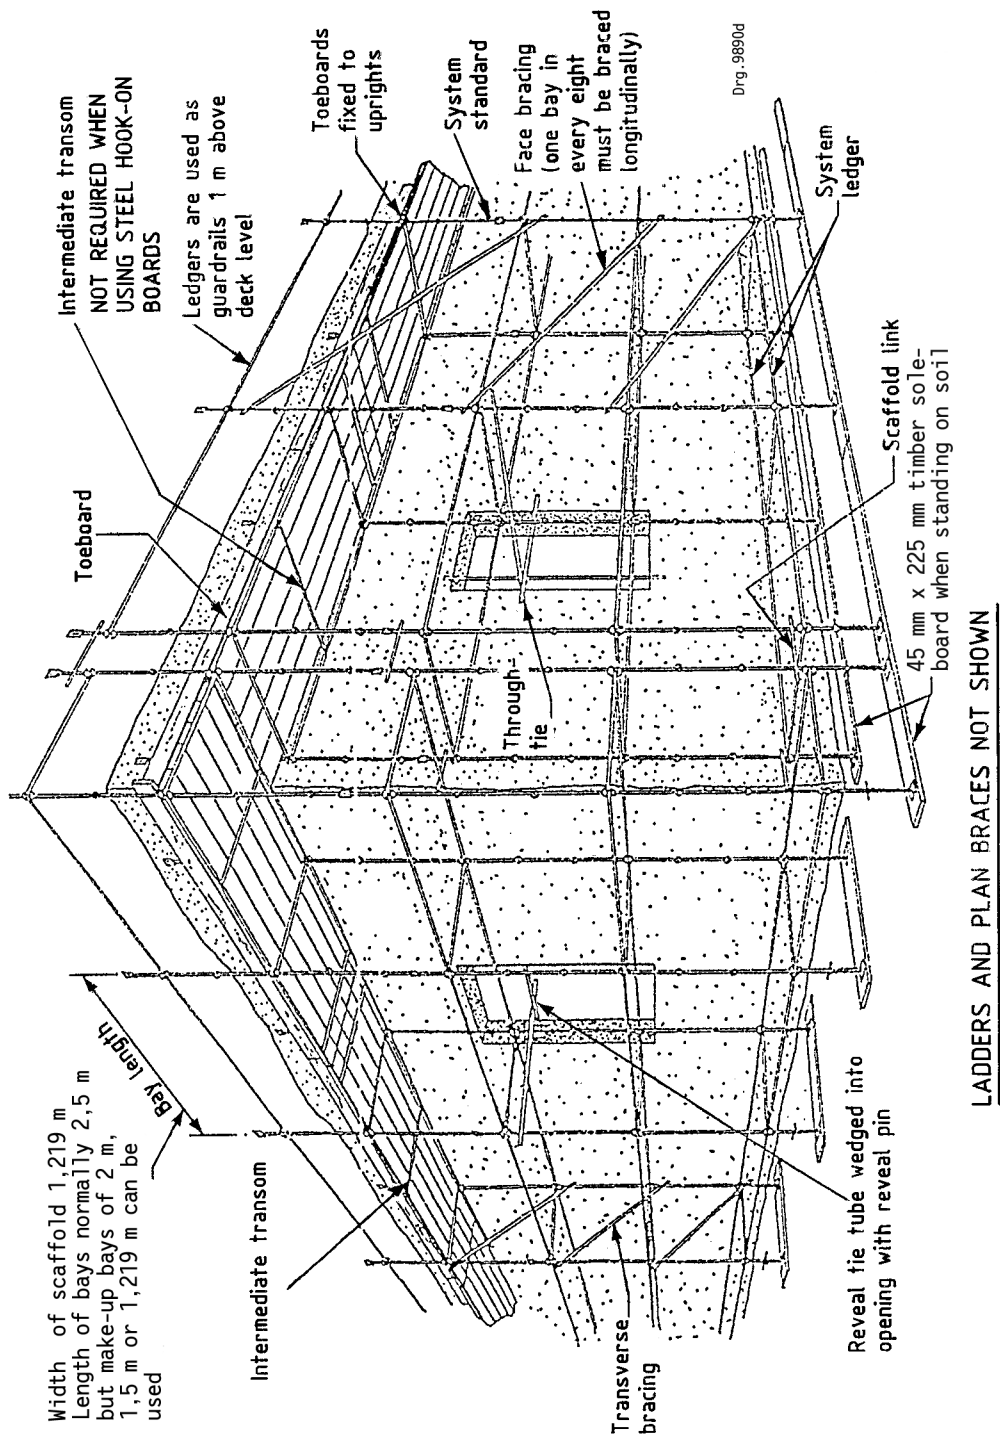 Width of scaffold 1,219 m
Length of bays normally 2,5 m
but make-up bays of 2 m,
1,5 m or 1,219 m can be
used
Bay length
Toeboard
Intermediate transom
NOT REQUIRED WHEN
USING STEEL HOOK-ON
BOARDS
Ledgers are used as
guardrails 1 m above
deck level
Toeboards
fixed to
uprights
System
standard
Face bracing
(one bay in
every eight
must be braced
longitudinally)
Drg.9890d
Intermediate transom
Through-
tie
System
ledger
Transverse
bracing
Reveal tie tube wedged into
opening with reveal pin
Scaffold link
45 mm x 225 mm timber sole-
board when standing on soil
LADDERS AND PLAN BRACES NOT SHOWN